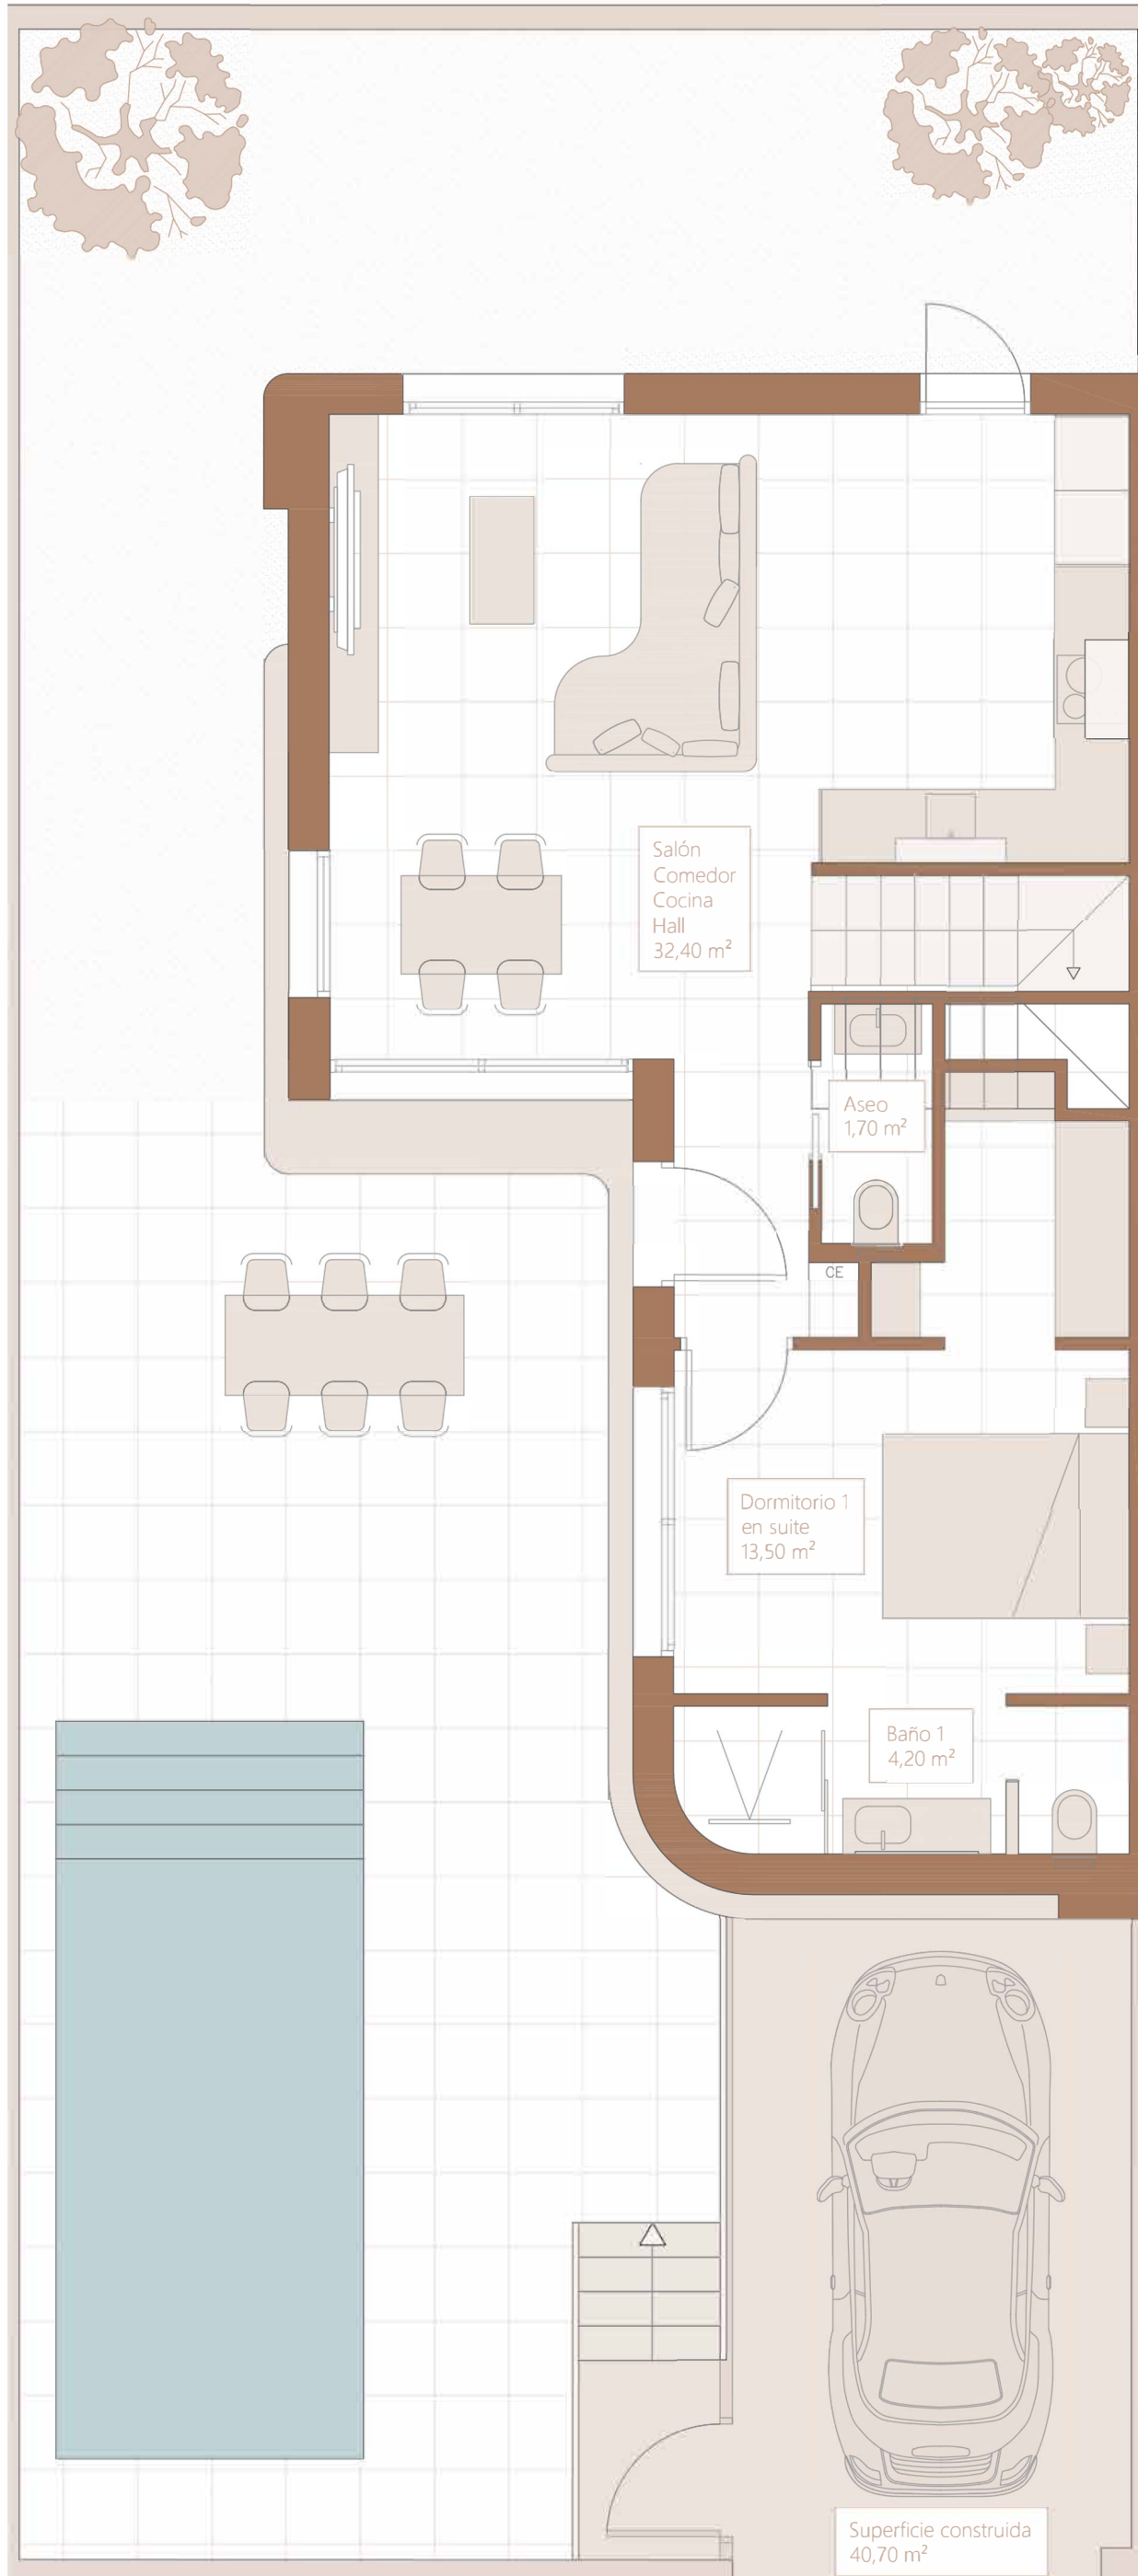 Salón
Comedor
Cocina
Hall
32,40 m²
Aseo
1,70 m²
CE
Dormitorio 1
en suite
13,50 m²
Baño 1
4,20 m²
Superficie construida
40,70 m²